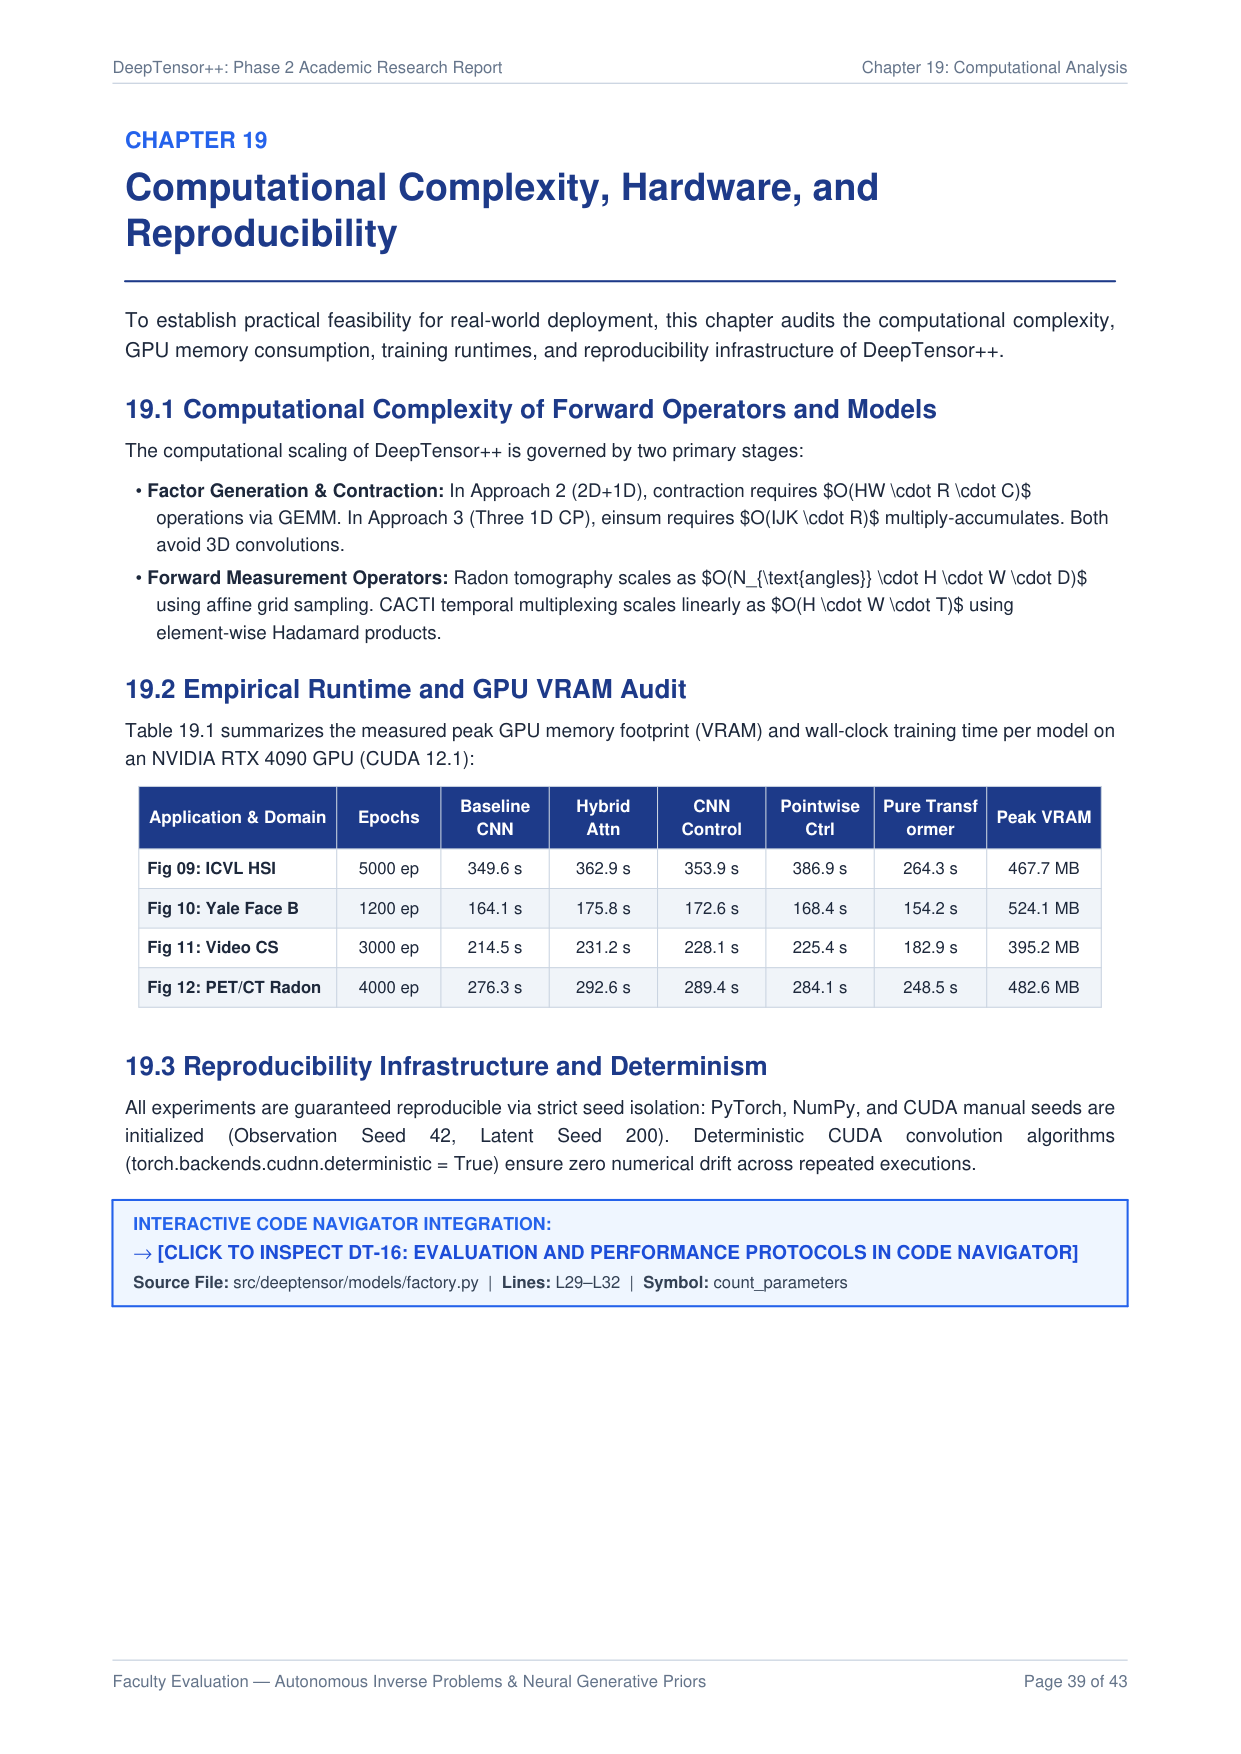 DeepTensor++: Phase 2 Academic Research Report
Chapter 19: Computational Analysis
CHAPTER 19
Computational Complexity, Hardware, and
Reproducibility
To establish practical feasibility for real-world deployment, this chapter audits the computational complexity,
GPU memory consumption, training runtimes, and reproducibility infrastructure of DeepTensor++.
19.1 Computational Complexity of Forward Operators and Models
The computational scaling of DeepTensor++ is governed by two primary stages:
• Factor Generation & Contraction: In Approach 2 (2D+1D), contraction requires $O(HW \cdot R \cdot C)$
operations via GEMM. In Approach 3 (Three 1D CP), einsum requires $O(IJK \cdot R)$ multiply-accumulates. Both
avoid 3D convolutions.
• Forward Measurement Operators: Radon tomography scales as $O(N_{\text{angles}} \cdot H \cdot W \cdot D)$
using affine grid sampling. CACTI temporal multiplexing scales linearly as $O(H \cdot W \cdot T)$ using
element-wise Hadamard products.
19.2 Empirical Runtime and GPU VRAM Audit
Table 19.1 summarizes the measured peak GPU memory footprint (VRAM) and wall-clock training time per model on
an NVIDIA RTX 4090 GPU (CUDA 12.1):
Application & Domain Epochs Baseline CNN Hybrid Attn CNN Control Pointwise Ctrl Pure Transf ormer Peak VRAM
Fig 09: ICVL HSI 5000 ep 349.6 s 362.9 s 353.9 s 386.9 s 264.3 s 467.7 MB
Fig 10: Yale Face B 1200 ep 164.1 s 175.8 s 172.6 s 168.4 s 154.2 s 524.1 MB
Fig 11: Video CS 3000 ep 214.5 s 231.2 s 228.1 s 225.4 s 182.9 s 395.2 MB
Fig 12: PET/CT Radon 4000 ep 276.3 s 292.6 s 289.4 s 284.1 s 248.5 s 482.6 MB
19.3 Reproducibility Infrastructure and Determinism
All experiments are guaranteed reproducible via strict seed isolation: PyTorch, NumPy, and CUDA manual seeds are
initialized (Observation Seed 42, Latent Seed 200). Deterministic CUDA convolution algorithms
(torch.backends.cudnn.deterministic = True) ensure zero numerical drift across repeated executions.
INTERACTIVE CODE NAVIGATOR INTEGRATION:
→ [CLICK TO INSPECT DT-16: EVALUATION AND PERFORMANCE PROTOCOLS IN CODE NAVIGATOR]
Source File: src/deeptensor/models/factory.py | Lines: L29–L32 | Symbol: count_parameters
Faculty Evaluation — Autonomous Inverse Problems & Neural Generative Priors
Page 39 of 43